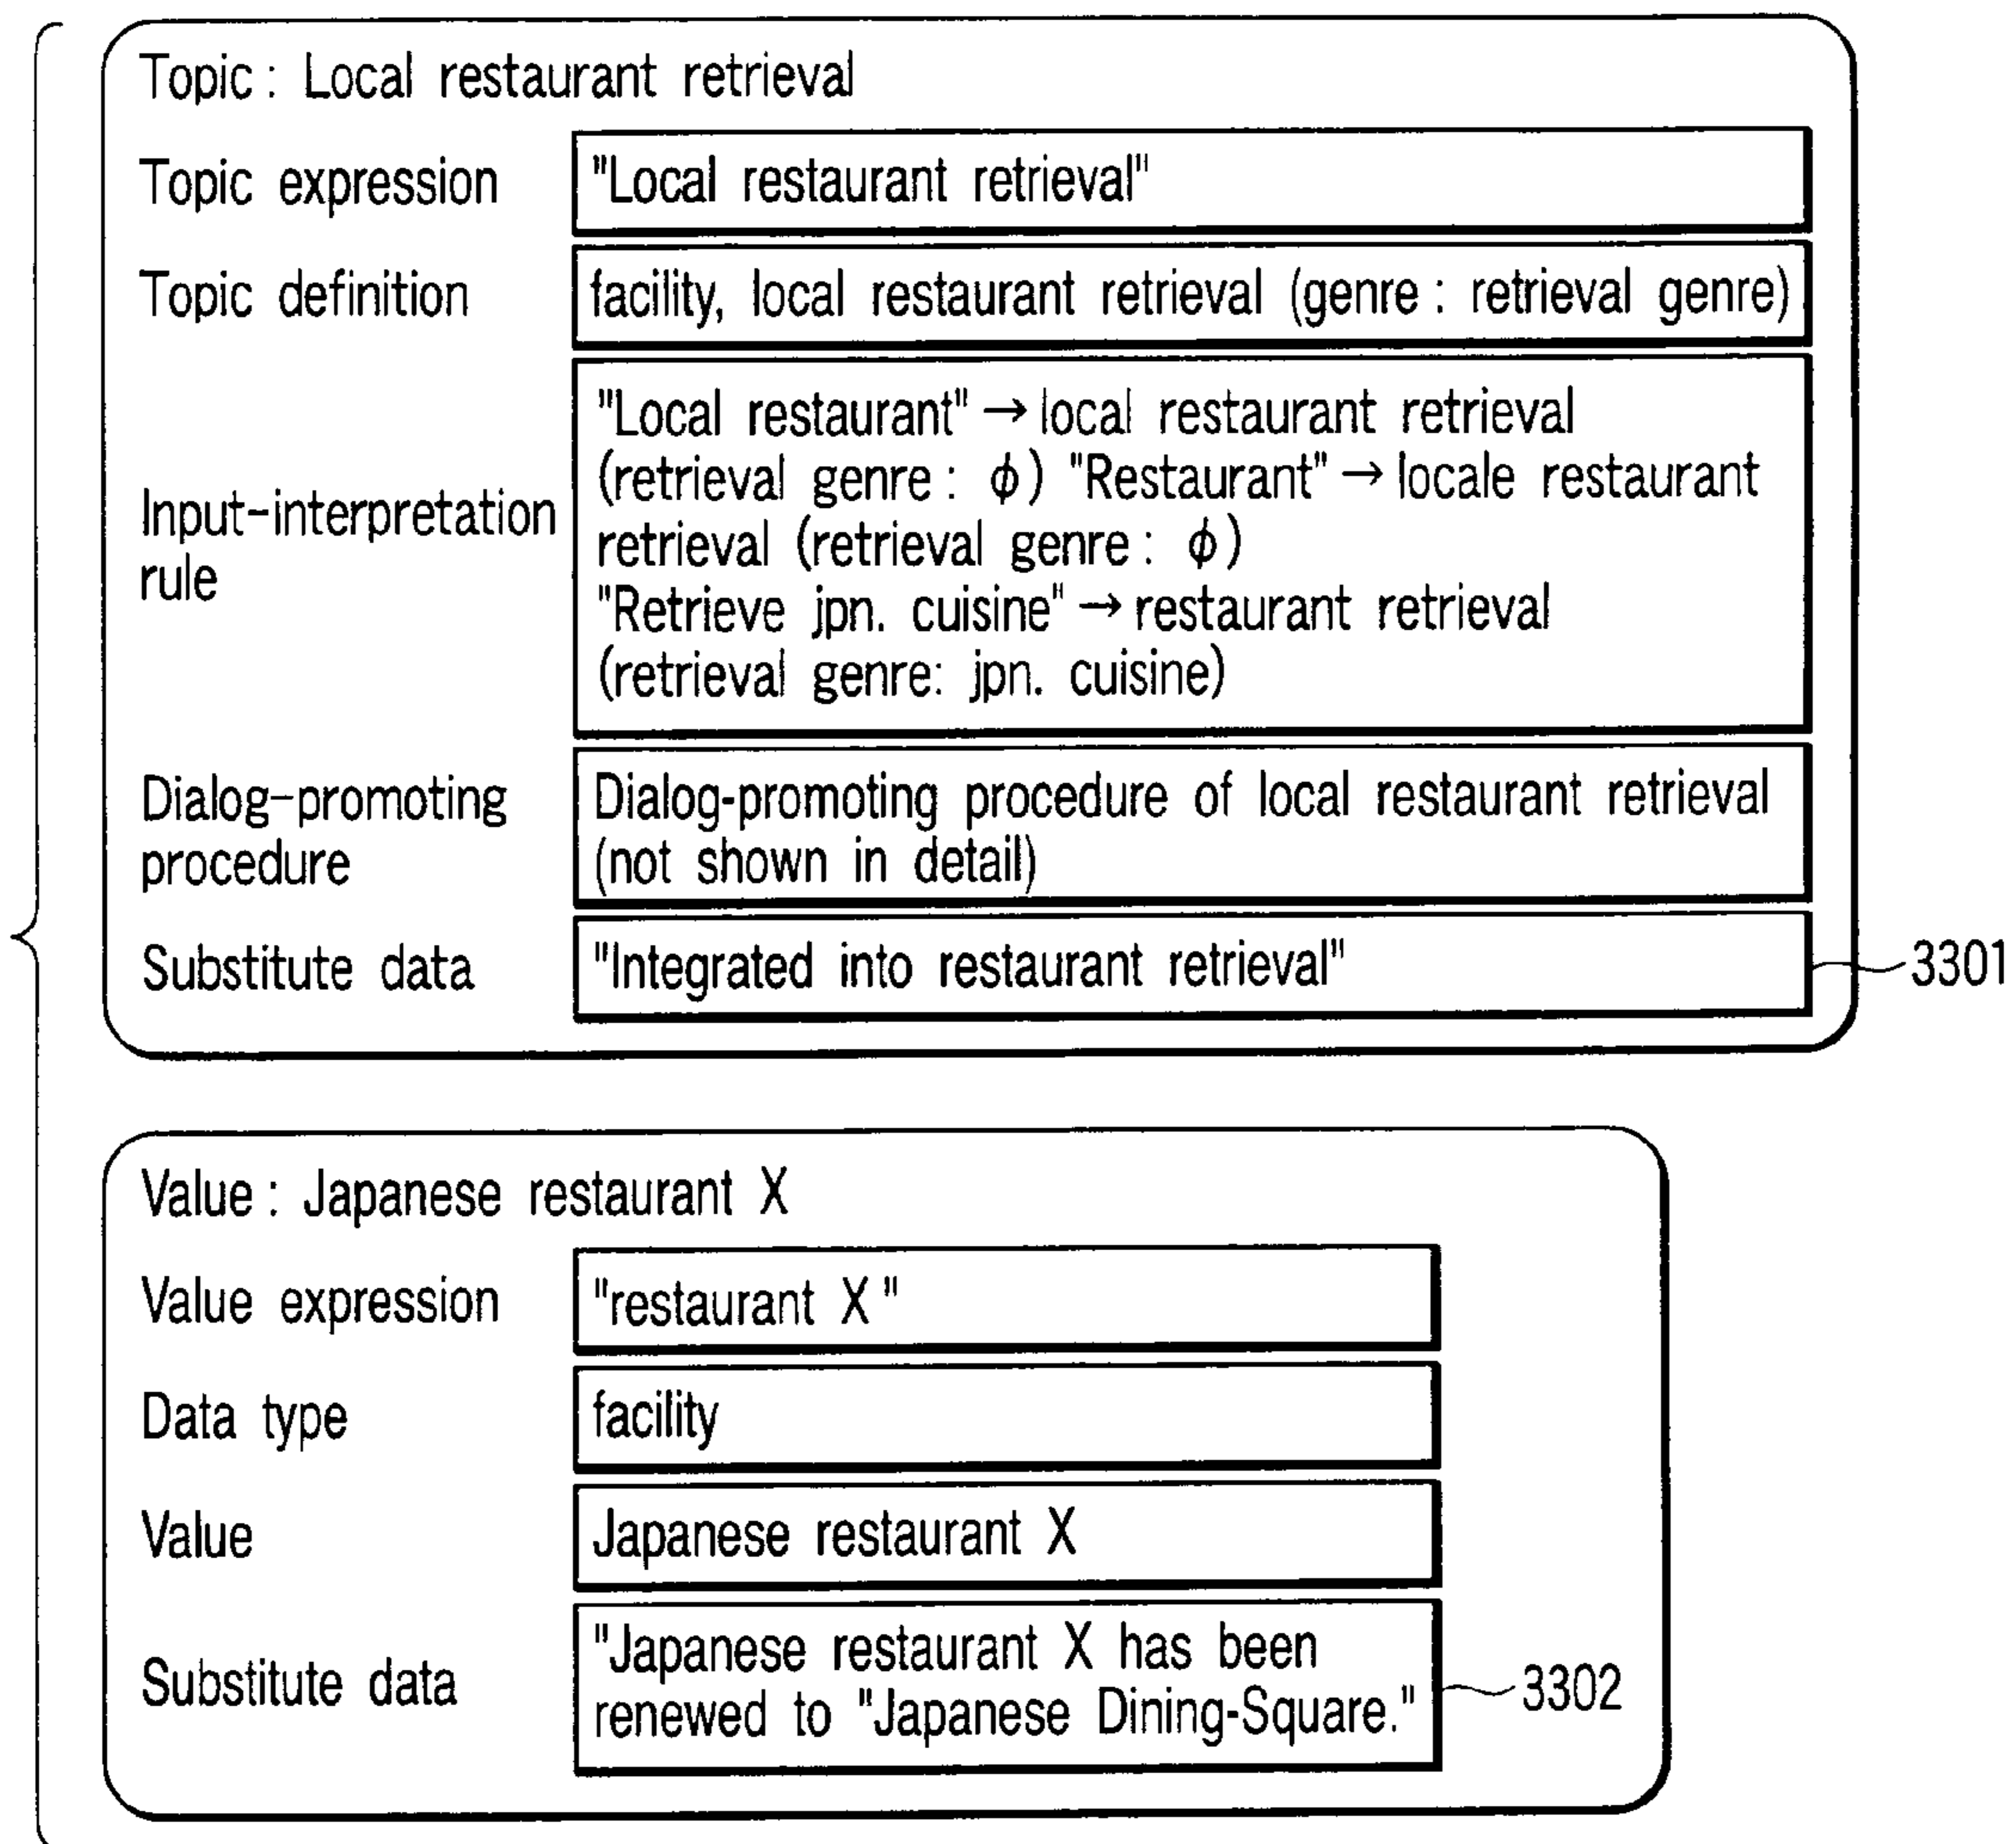 Topic : Local restaurant retrieval
Topic expression
"Local restaurant retrieval"
Topic definition
facility, local restaurant retrieval (genre : retrieval genre)
Input-interpretation
rule
"Local restaurant" → local restaurant retrieval
(retrieval genre : ϕ) "Restaurant" → locale restaurant
retrieval (retrieval genre : ϕ)
"Retrieve jpn. cuisine" → restaurant retrieval
(retrieval genre: jpn. cuisine)
Dialog-promoting
procedure
Dialog-promoting procedure of local restaurant retrieval
(not shown in detail)
Substitute data
"Integrated into restaurant retrieval"
3301
Value : Japanese restaurant X
Value expression
"restaurant X"
Data type
facility
Value
Japanese restaurant X
Substitute data
"Japanese restaurant X has been
renewed to "Japanese Dining-Square."
3302